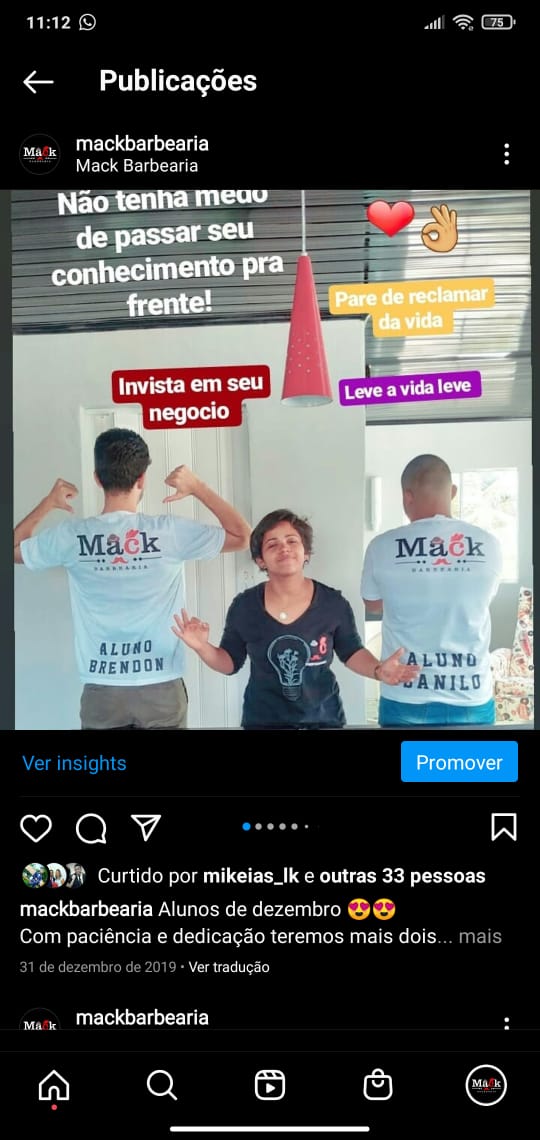 11:12
75
Publicações
Mack
mackbarbearia
Mack Barbearia
Não tenha medo
de passar seu
conhecimento pra
frente!
Pare de reclamar
da vida
Invista em seu
negocio
Leve a vida leve
Mack
BARBEARIA
ALUNO
BRENDON
Mack
BARBEARIA
ALUNO
DANILO
Ver insights
Promover
Curtido por mikeias_lk e outras 33 pessoas
mackbarbearia Alunos de dezembro 😍😍
Com paciência e dedicação teremos mais dois... mais
31 de dezembro de 2019 • Ver tradução
Mack
mackbarbearia
Mack